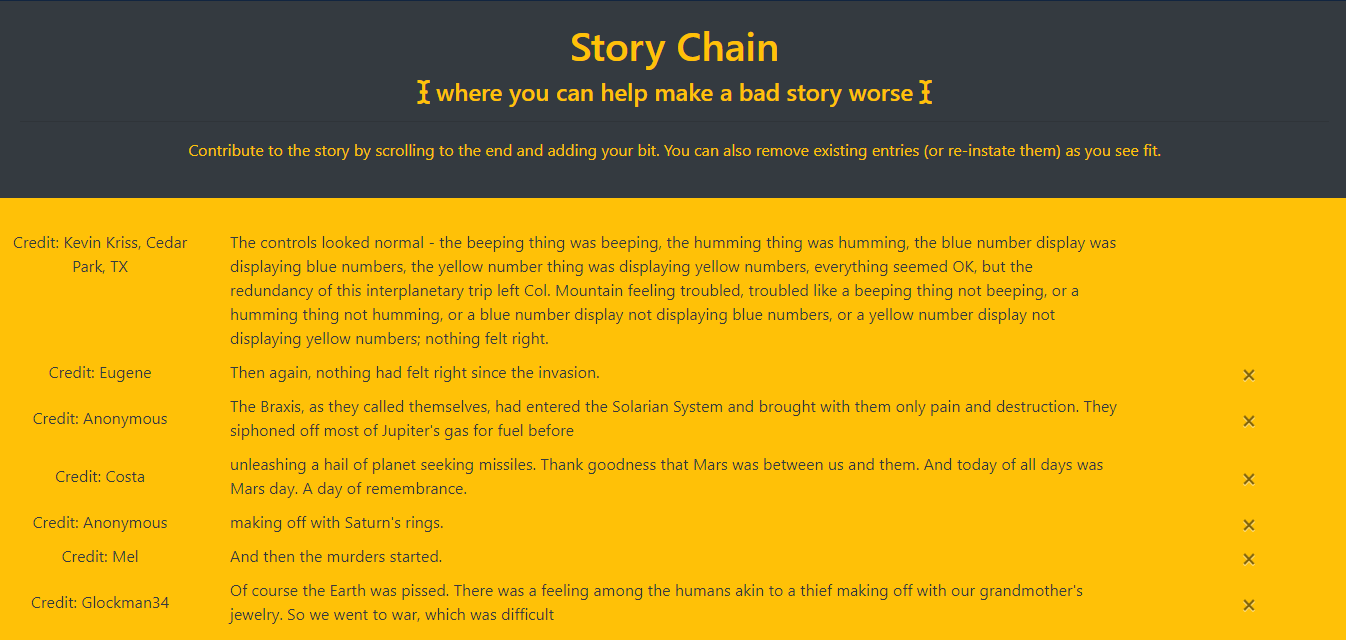 Story Chain
where you can help make a bad story worse
Contribute to the story by scrolling to the end and adding your bit. You can also remove existing entries (or re-instate them) as you see fit.
Credit: Kevin Kriss, Cedar
Park, TX
The controls looked normal - the beeping thing was beeping, the humming thing was humming, the blue number display was
displaying blue numbers, the yellow number thing was displaying yellow numbers, everything seemed OK, but the
redundancy of this interplanetary trip left Col. Mountain feeling troubled, troubled like a beeping thing not beeping, or a
humming thing not humming, or a blue number display not displaying blue numbers, or a yellow number display not
displaying yellow numbers; nothing felt right.
Credit: Eugene
Then again, nothing had felt right since the invasion.
Credit: Anonymous
The Braxis, as they called themselves, had entered the Solarian System and brought with them only pain and destruction. They
siphoned off most of Jupiter's gas for fuel before
Credit: Costa
unleashing a hail of planet seeking missiles. Thank goodness that Mars was between us and them. And today of all days was
Mars day. A day of remembrance.
Credit: Anonymous
making off with Saturn's rings.
Credit: Mel
And then the murders started.
Credit: Glockman34
Of course the Earth was pissed. There was a feeling among the humans akin to a thief making off with our grandmother's
jewelry. So we went to war, which was difficult